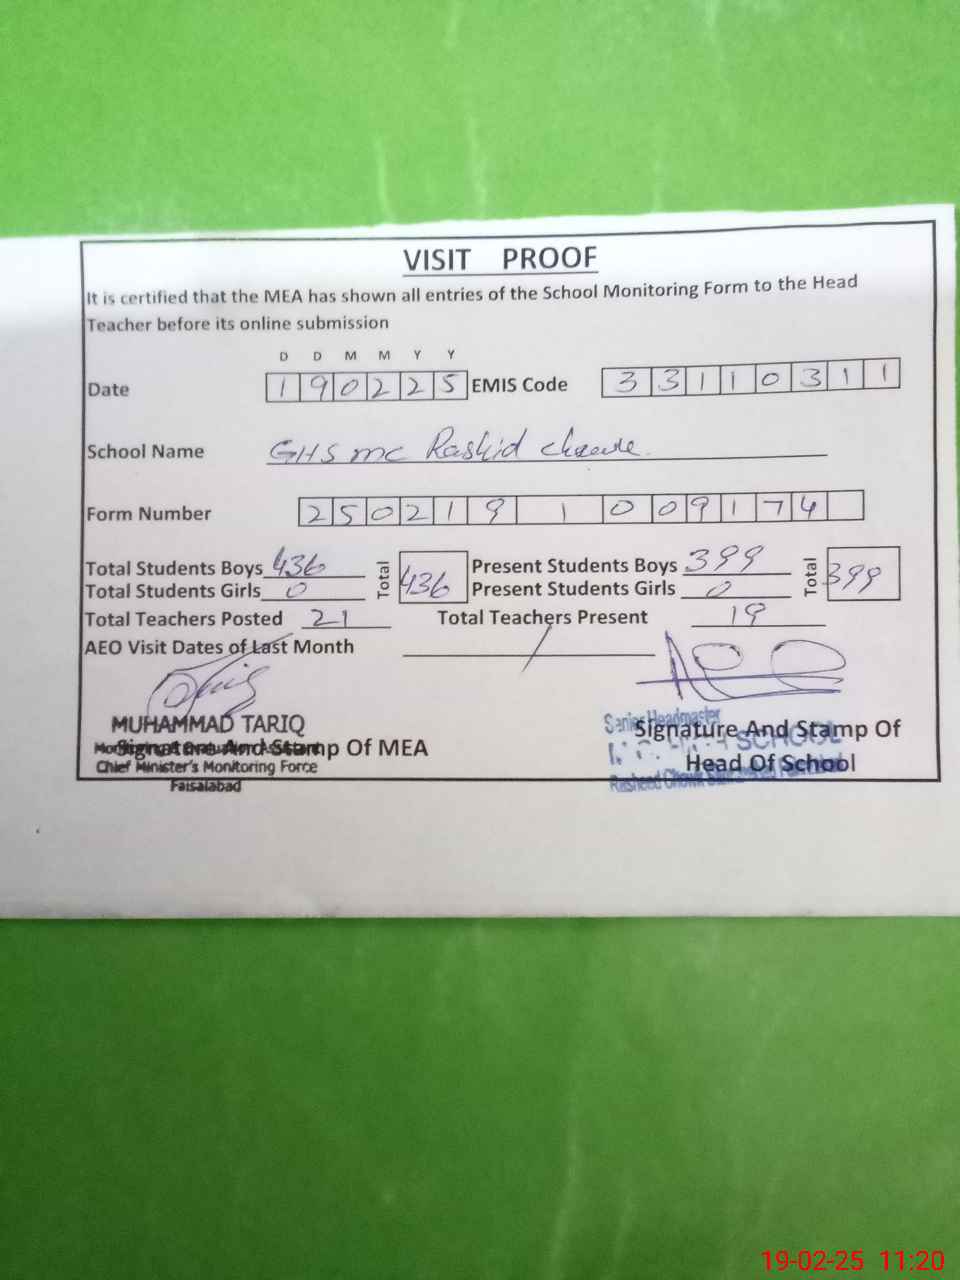 VISIT PROOF
It is certified that the MEA has shown all entries of the School Monitoring Form to the Head
Teacher before its online submission
D D M M Y Y
Date 1 9 0 2 2 5 EMIS Code 3 3 1 1 0 3 1 1
School Name GHS mc Rashid
Form Number 2 5 0 2 1 9 1 0 0 9 1 7 4
Total Students Boys 436 Total 436 Present Students Boys 399 Total 399
Total Students Girls 0 Present Students Girls 0
Total Teachers Posted 21 Total Teachers Present 19
AEO Visit Dates of Last Month /
MUHAMMAD TARIQ
Senior Headmaster
Signature And Stamp Of MEA
Signature And Stamp Of
SCHOOL
Chief Minister's Monitoring Force
Head Of School
Faisalabad
Rasheed Chowk
19-02-25 11:20